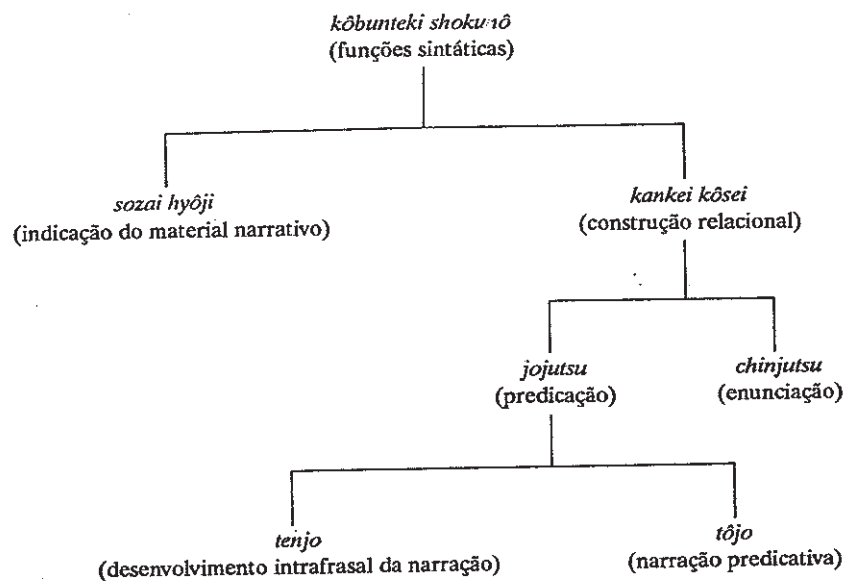 kôbunteki shokunô
(funções sintáticas)
sozai hyôji
(indicação do material narrativo)
kankei kôsei
(construção relacional)
jojutsu
(predicação)
chinjutsu
(enunciação)
tenjo
(desenvolvimento intrafrasal da narração)
tôjo
(narração predicativa)